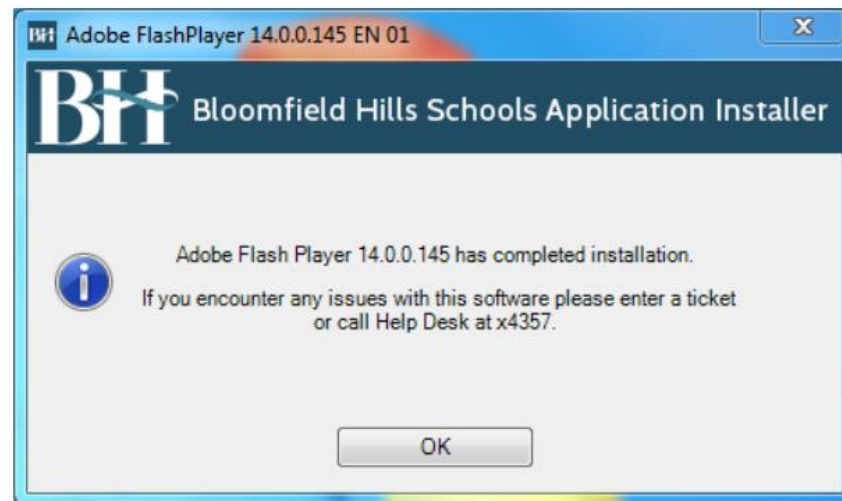 BH Adobe FlashPlayer 14.0.0.145 EN 01
BH Bloomfield Hills Schools Application Installer
Adobe Flash Player 14.0.0.145 has completed installation.
If you encounter any issues with this software please enter a ticket
or call Help Desk at x4357.
OK